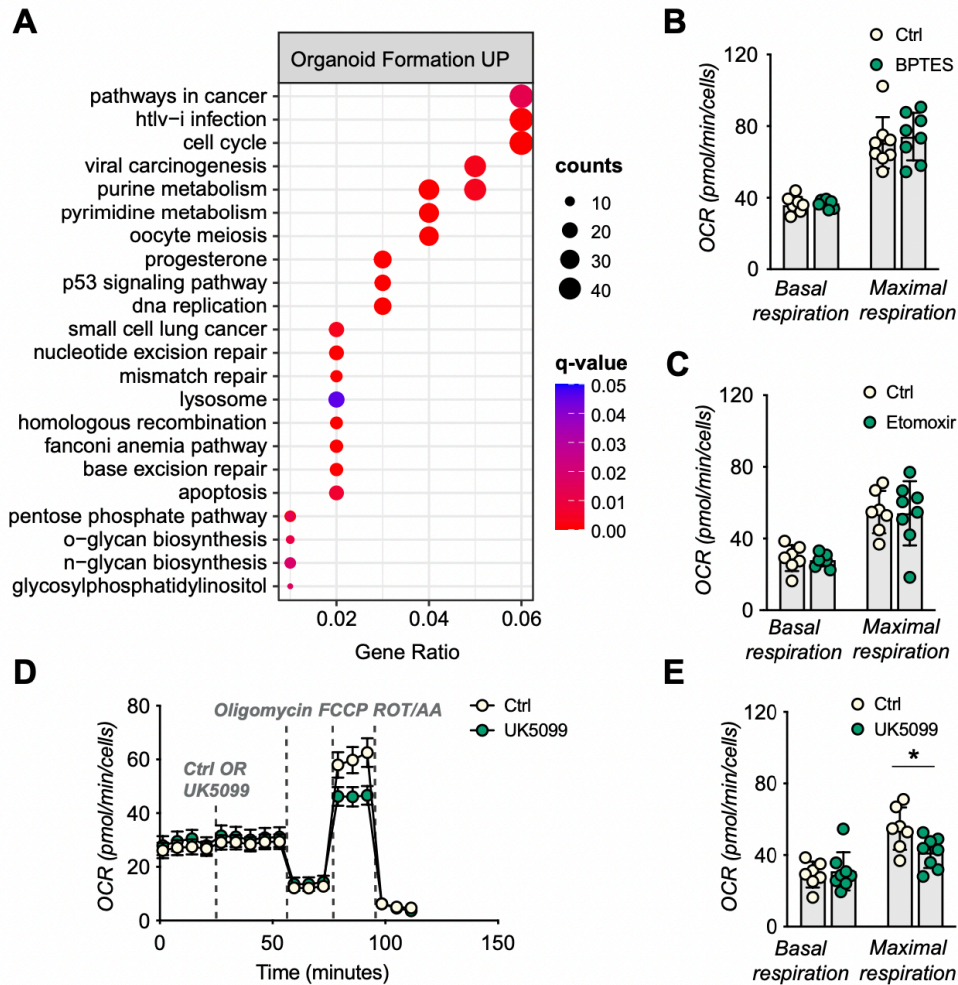 A
Organoid Formation UP
pathways in cancer
htlv−i infection
cell cycle
viral carcinogenesis
purine metabolism
pyrimidine metabolism
oocyte meiosis
progesterone
p53 signaling pathway
dna replication
small cell lung cancer
nucleotide excision repair
mismatch repair
lysosome
homologous recombination
fanconi anemia pathway
base excision repair
apoptosis
pentose phosphate pathway
o−glycan biosynthesis
n−glycan biosynthesis
glycosylphosphatidylinositol
0.02 0.04 0.06
Gene Ratio
counts
10
20
30
40
q-value
0.05
0.04
0.03
0.02
0.01
0.00
B
Ctrl
BPTES
OCR (pmol/min/cells)
120
80
40
0
Basal
respiration
Maximal
respiration
C
Ctrl
Etomoxir
OCR (pmol/min/cells)
120
80
40
0
Basal
respiration
Maximal
respiration
D
Oligomycin FCCP ROT/AA
Ctrl
UK5099
Ctrl OR
UK5099
OCR (pmol/min/cells)
80
60
40
20
0
0 50 100 150
Time (minutes)
E
Ctrl
UK5099
*
OCR (pmol/min/cells)
120
80
40
0
Basal
respiration
Maximal
respiration